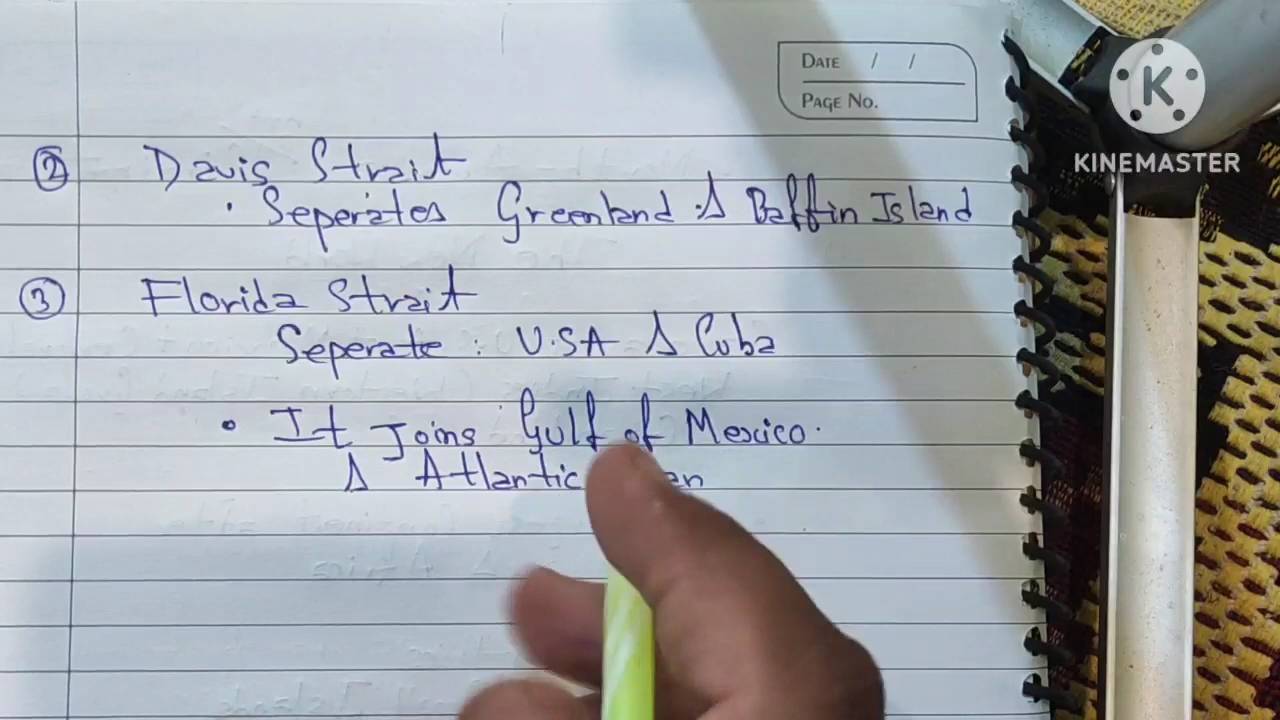 DATE / /
PAGE NO.
KINEMASTER
② Davis Strait
· Seperates Greenland & Baffin Island
③ Florida Strait
Seperate : U.S.A & Cuba
• It Joins Gulf of Mexico.
& Atlantic